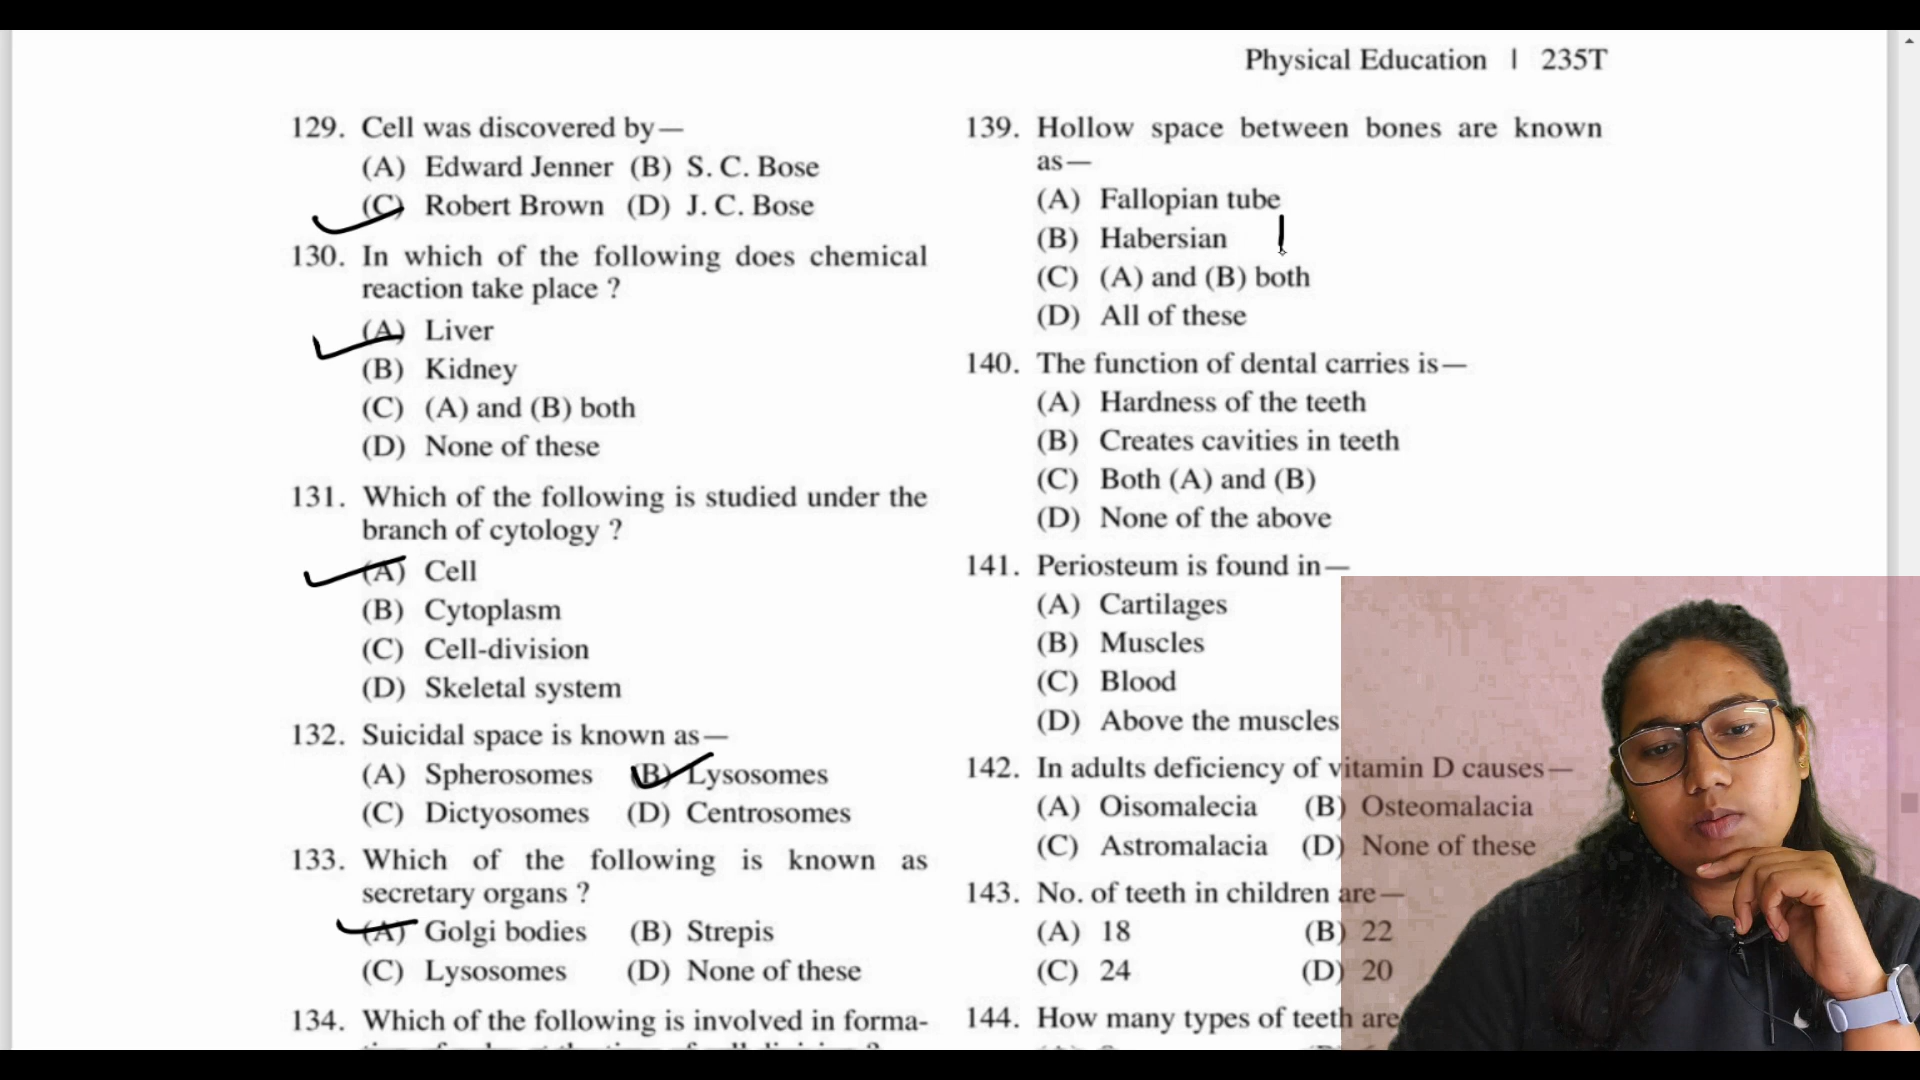 Physical Education | 235T
129. Cell was discovered by—
(A) Edward Jenner (B) S. C. Bose
(C) Robert Brown (D) J. C. Bose
130. In which of the following does chemical
reaction take place ?
(A) Liver
(B) Kidney
(C) (A) and (B) both
(D) None of these
131. Which of the following is studied under the
branch of cytology ?
(A) Cell
(B) Cytoplasm
(C) Cell-division
(D) Skeletal system
132. Suicidal space is known as—
(A) Spherosomes (B) Lysosomes
(C) Dictyosomes (D) Centrosomes
133. Which of the following is known as
secretary organs ?
(A) Golgi bodies (B) Strepis
(C) Lysosomes (D) None of these
134. Which of the following is involved in forma-
139. Hollow space between bones are known
as—
(A) Fallopian tube
(B) Habersian
(C) (A) and (B) both
(D) All of these
140. The function of dental carries is—
(A) Hardness of the teeth
(B) Creates cavities in teeth
(C) Both (A) and (B)
(D) None of the above
141. Periosteum is found in—
(A) Cartilages
(B) Muscles
(C) Blood
(D) Above the muscles
142. In adults deficiency of vitamin D causes—
(A) Oisomalecia (B) Osteomalacia
(C) Astromalacia (D) None of these
143. No. of teeth in children are—
(A) 18 (B) 22
(C) 24 (D) 20
144. How many types of teeth are